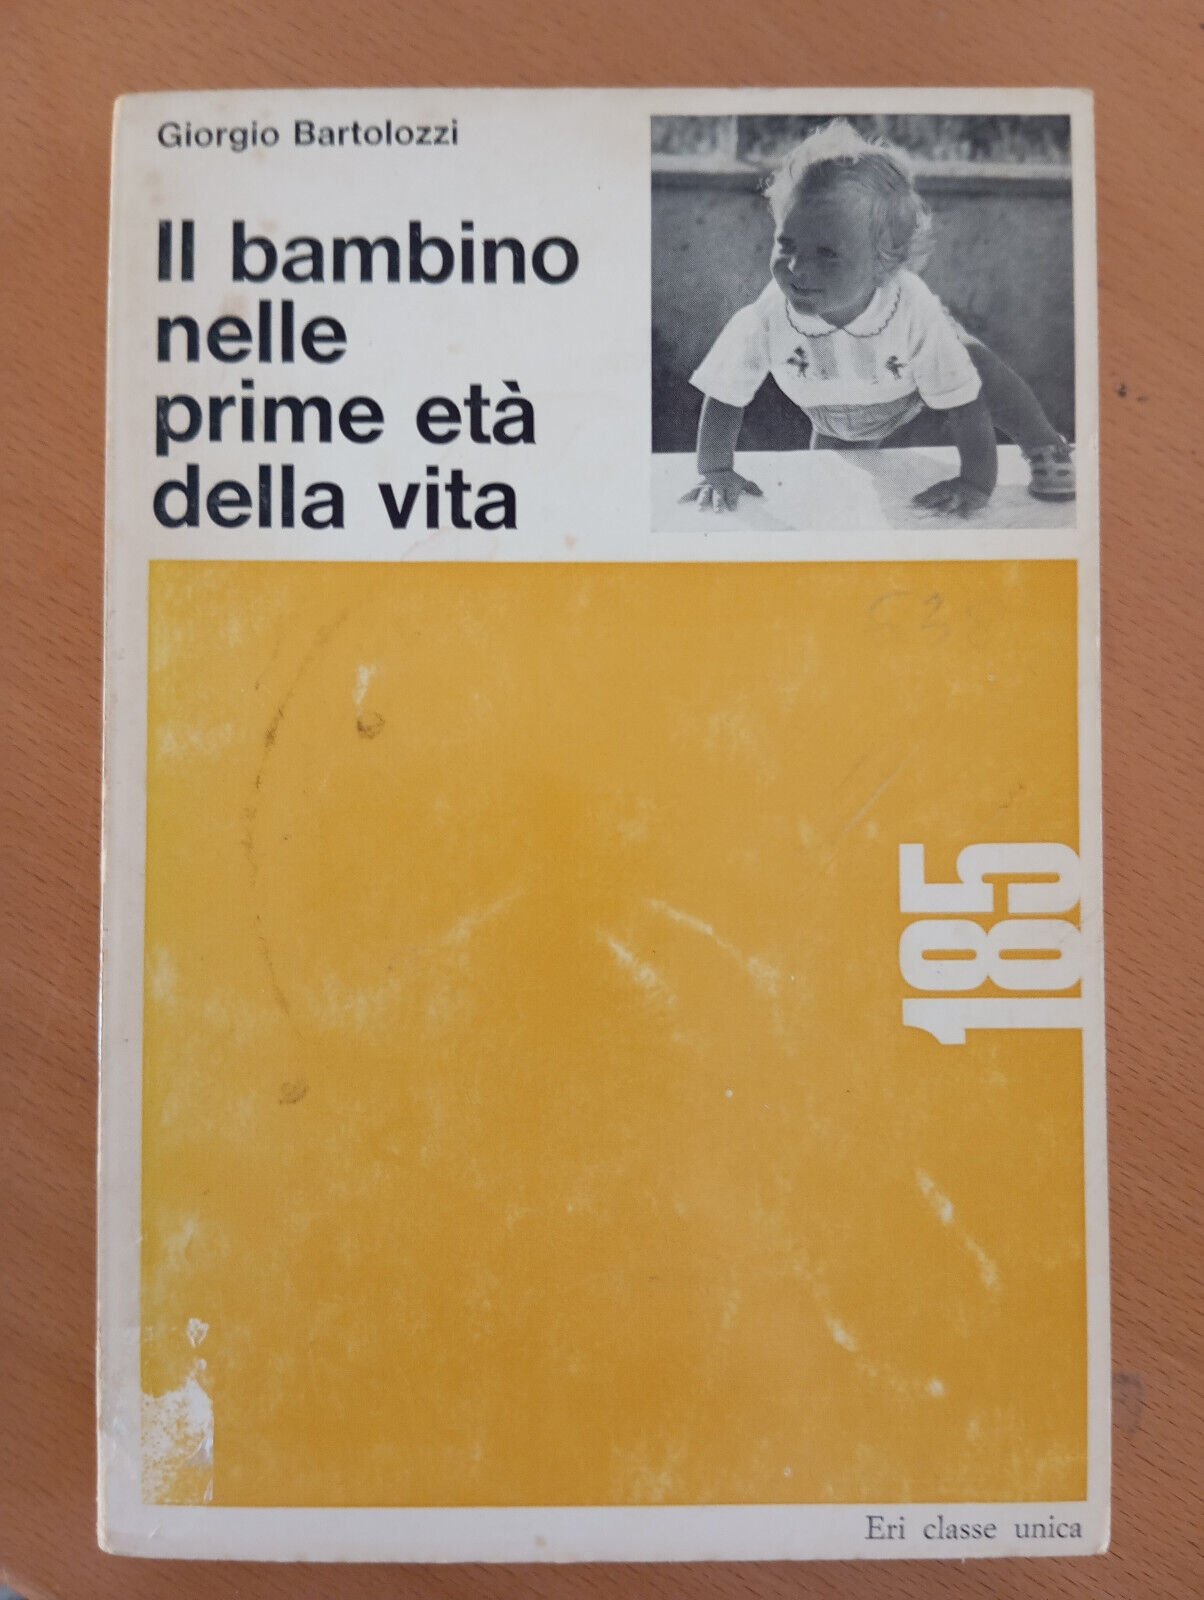 Giorgio Bartolozzi
Il bambino
nelle
prime età
della vita
185
Eri classe unica